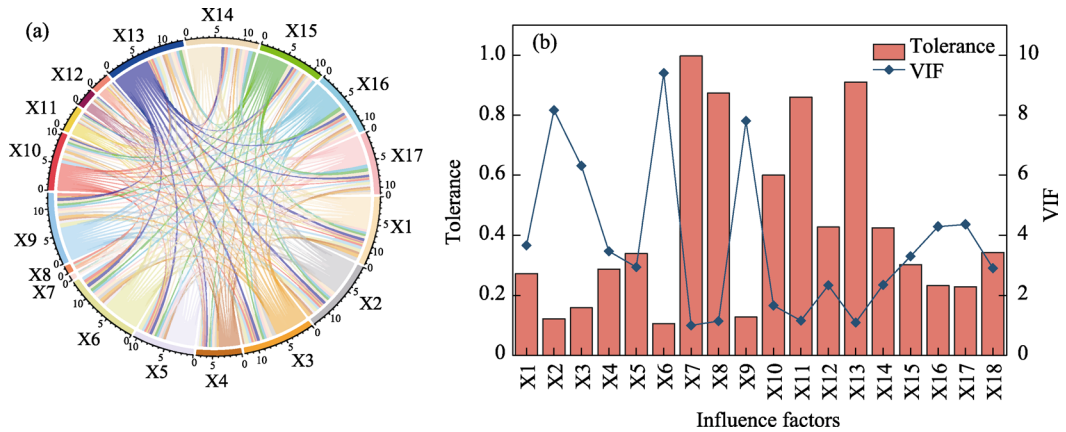 (a)
X14
X13
X15
X12
X16
X11
X10
X17
X9
X1
X8
X7
X2
X6
X3
X5
X4
0 5 10
(b)
Tolerance
VIF
1.0
0.8
0.6
0.4
0.2
0
Tolerance
10
8
6
4
2
0
VIF
X1 X2 X3 X4 X5 X6 X7 X8 X9 X10 X11 X12 X13 X14 X15 X16 X17 X18
Influence factors